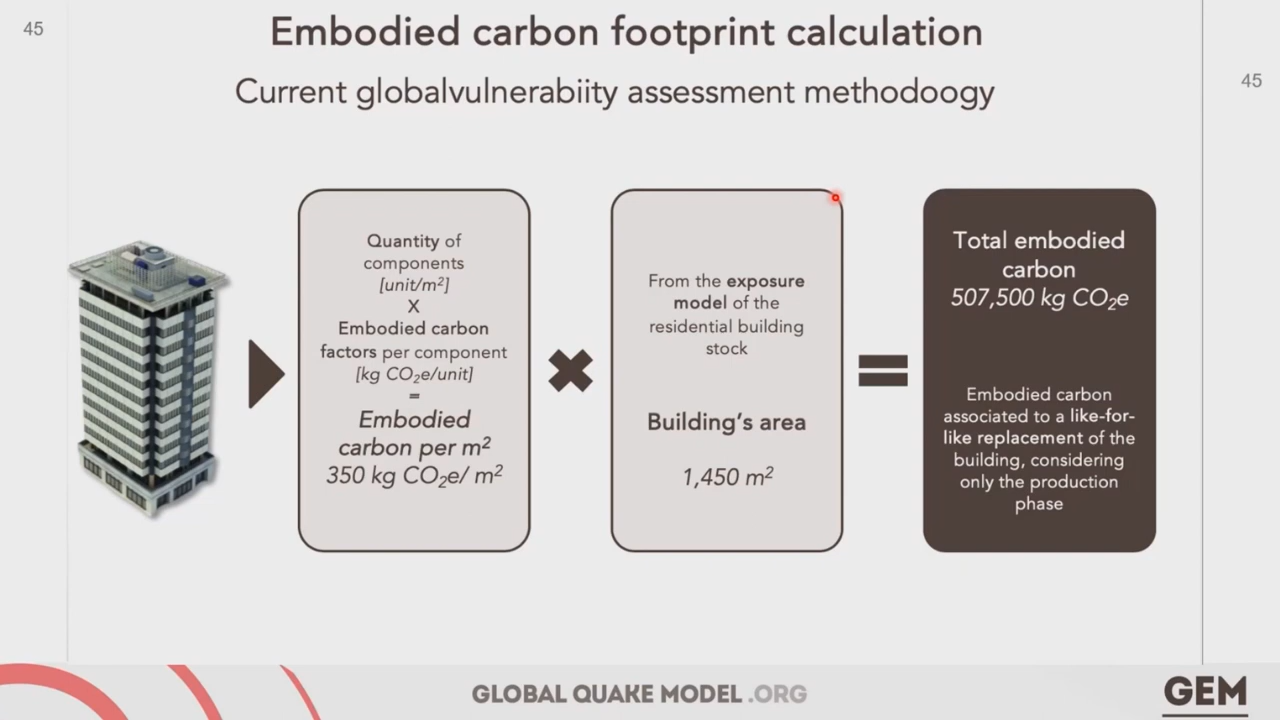 45
Embodied carbon footprint calculation
Current globalvulnerabiity assessment methodoogy
45
Quantity of
components
[unit/m²]
X
Embodied carbon
factors per component
[kg CO₂e/unit]
=
Embodied
carbon per m²
350 kg CO₂e/ m²
From the exposure
model of the
residential building
stock
Building's area
1,450 m²
Total embodied
carbon
507,500 kg CO₂e
Embodied carbon
associated to a like-for-
like replacement of the
building, considering
only the production
phase
GLOBAL QUAKE MODEL .ORG
GEM